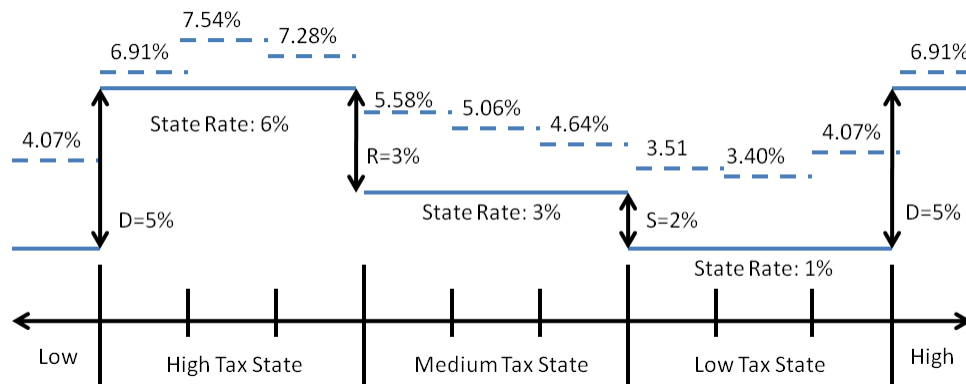 7.54%
6.91%
7.28%
6.91%
5.58%
5.06%
4.64%
4.07%
State Rate: 6%
3.51
3.40%
4.07%
R=3%
D=5%
State Rate: 3%
S=2%
D=5%
State Rate: 1%
Low
High Tax State
Medium Tax State
Low Tax State
High